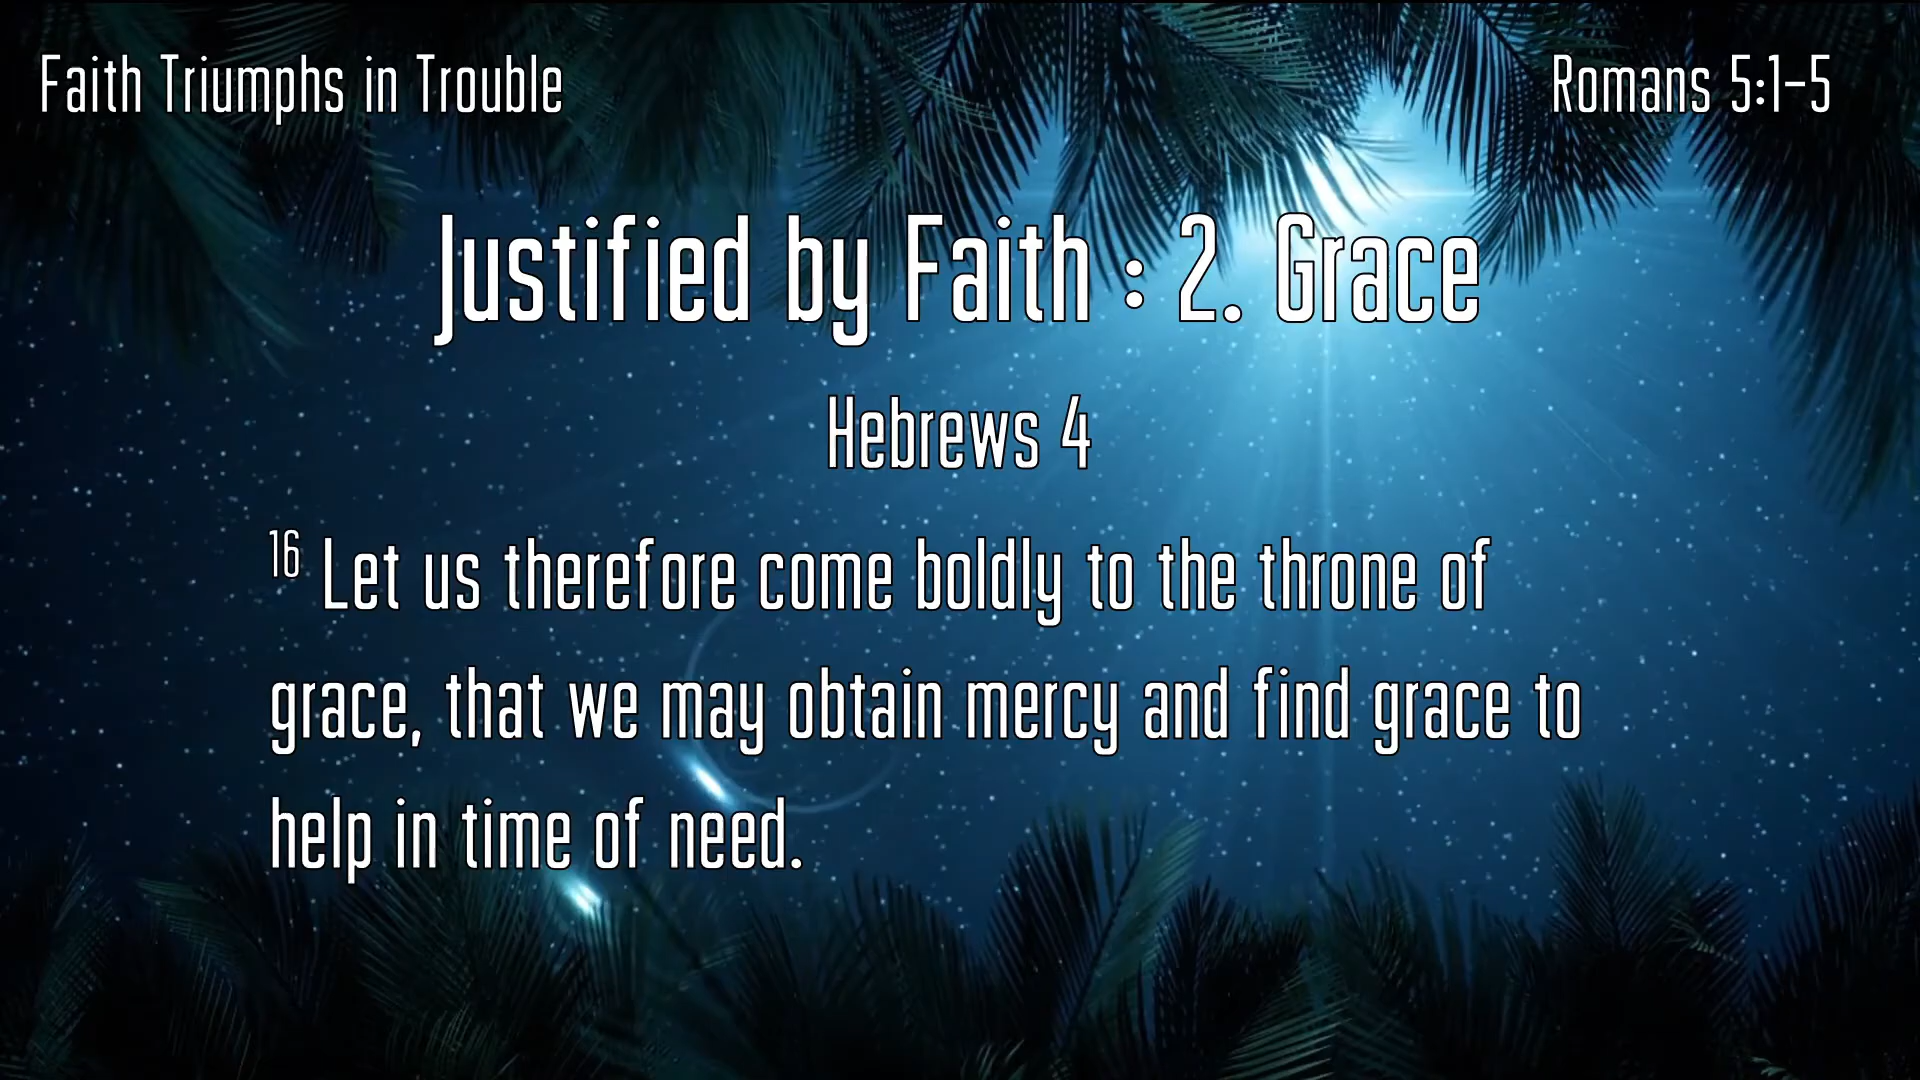 Faith Triumphs in Trouble
Romans 5:1-5
Justified by Faith : 2. Grace
Hebrews 4
16 Let us therefore come boldly to the throne of
grace, that we may obtain mercy and find grace to
help in time of need.